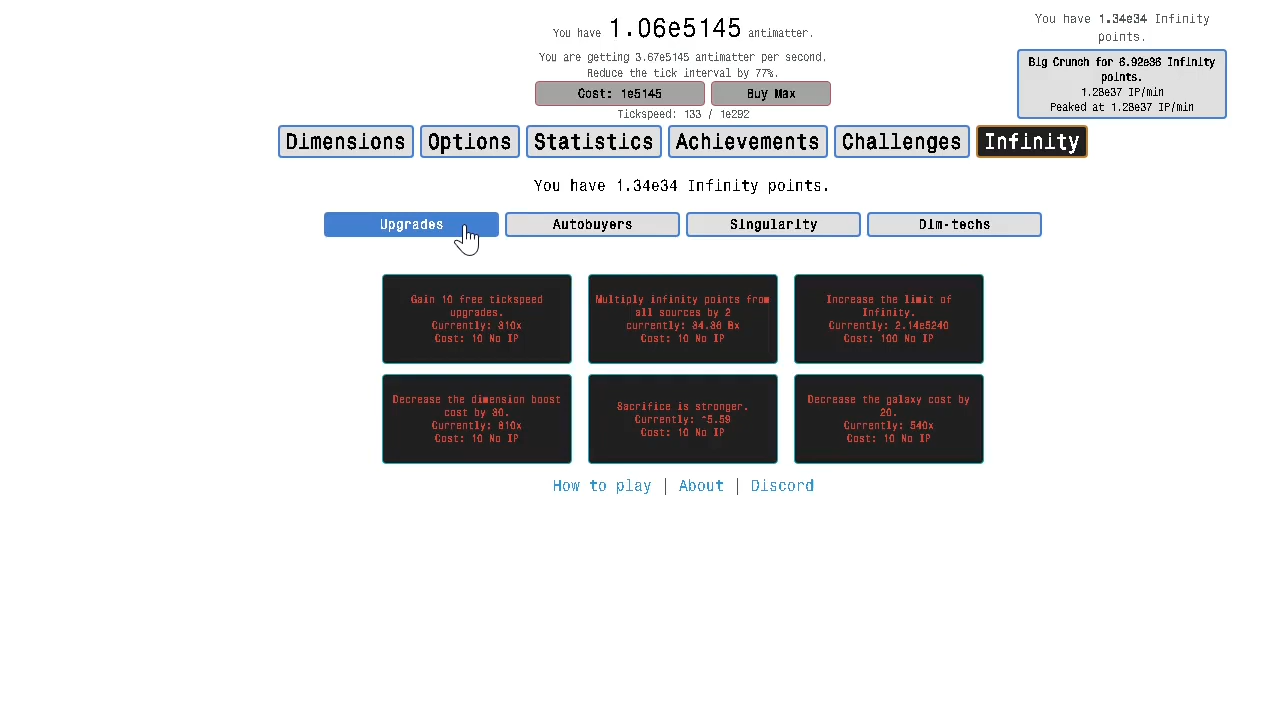 You have 1.06e5145 antimatter.
You are getting 3.67e5145 antimatter per second.
Reduce the tick interval by 77%.
Cost: 1e5145
Buy Max
Tickspeed: 133 / 1e292
You have 1.34e34 Infinity
points.
Big Crunch for 6.92e36 Infinity
points.
1.28e37 IP/min
Peaked at 1.28e37 IP/min
Dimensions
Options
Statistics
Achievements
Challenges
Infinity
You have 1.34e34 Infinity points.
Upgrades
Autobuyers
Singularity
Dim-techs
Gain 10 free tickspeed
upgrades.
Currently: 310x
Cost: 10 No IP
Multiply infinity points from
all sources by 2
currently: 34.36 Bx
Cost: 10 No IP
Increase the limit of
Infinity.
Currently: 2.14e5240
Cost: 100 No IP
Decrease the dimension boost
cost by 30.
Currently: 810x
Cost: 10 No IP
Sacrifice is stronger.
Currently: ^5.59
Cost: 10 No IP
Decrease the galaxy cost by
20.
Currently: 540x
Cost: 10 No IP
How to play | About | Discord